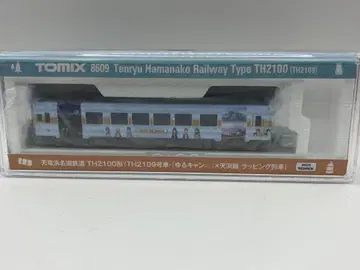 TOMIX 8609 Tenryu Hamanako Railway Type TH2100 (TH2109)
天竜浜名湖鉄道 TH2100形(TH2109号車・「ゆるキャン△」×天浜線 ラッピング列車)